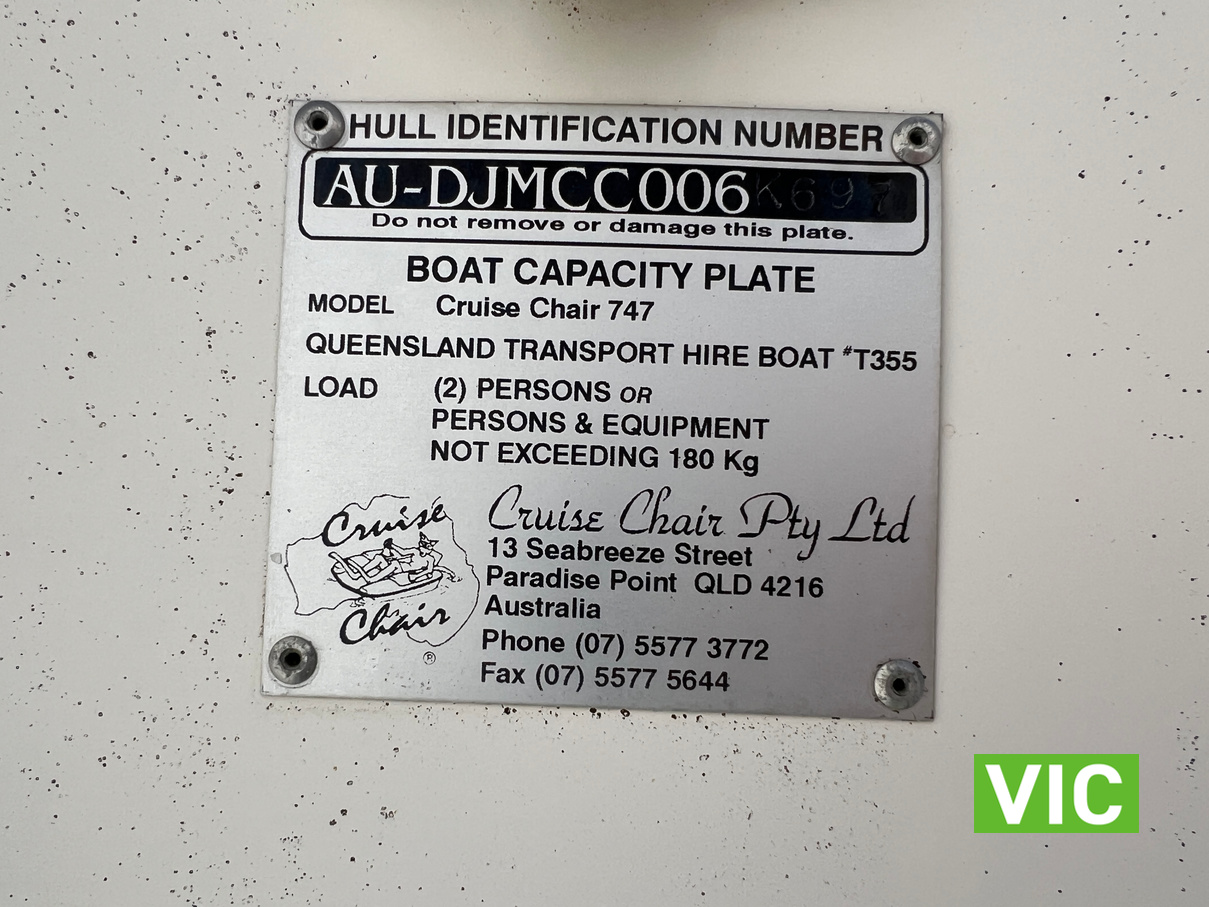 HULL IDENTIFICATION NUMBER
AU-DJMCC006K697
Do not remove or damage this plate.
BOAT CAPACITY PLATE
MODEL Cruise Chair 747
QUEENSLAND TRANSPORT HIRE BOAT #T355
LOAD (2) PERSONS OR
PERSONS & EQUIPMENT
NOT EXCEEDING 180 Kg
Cruise
Chair
®
Cruise Chair Pty Ltd
13 Seabreeze Street
Paradise Point QLD 4216
Australia
Phone (07) 5577 3772
Fax (07) 5577 5644
VIC